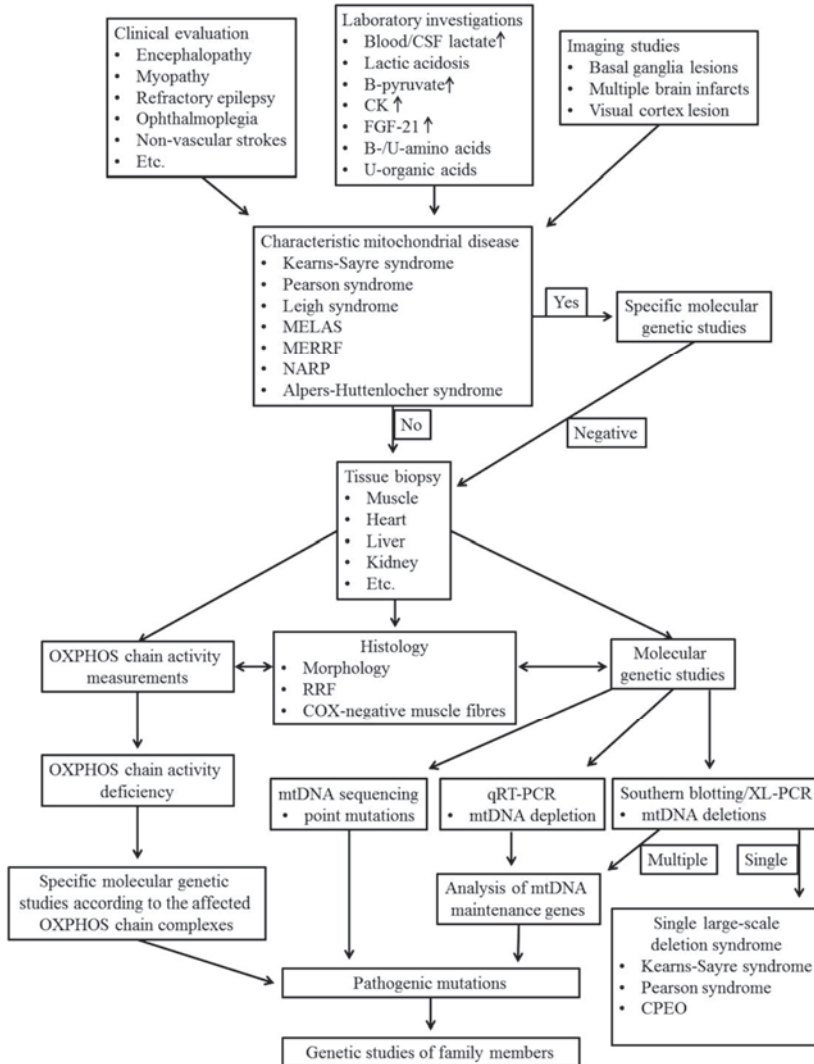 Clinical evaluation
• Encephalopathy
• Myopathy
• Refractory epilepsy
• Ophthalmoplegia
• Non-vascular strokes
• Etc.
Laboratory investigations
• Blood/CSF lactate↑
• Lactic acidosis
• B-pyruvate↑
• CK ↑
• FGF-21 ↑
• B-/U-amino acids
• U-organic acids
Imaging studies
• Basal ganglia lesions
• Multiple brain infarcts
• Visual cortex lesion
Characteristic mitochondrial disease
• Kearns-Sayre syndrome
• Pearson syndrome
• Leigh syndrome
• MELAS
• MERRF
• NARP
• Alpers-Huttenlocher syndrome
Yes
Specific molecular
genetic studies
No
Negative
Tissue biopsy
• Muscle
• Heart
• Liver
• Kidney
• Etc.
OXPHOS chain activity
measurements
Histology
• Morphology
• RRF
• COX-negative muscle fibres
Molecular
genetic studies
OXPHOS chain activity
deficiency
mtDNA sequencing
• point mutations
qRT-PCR
• mtDNA depletion
Southern blotting/XL-PCR
• mtDNA deletions
Multiple
Single
Specific molecular genetic
studies according to the affected
OXPHOS chain complexes
Analysis of mtDNA
maintenance genes
Single large-scale
deletion syndrome
• Kearns-Sayre syndrome
• Pearson syndrome
• CPEO
Pathogenic mutations
Genetic studies of family members